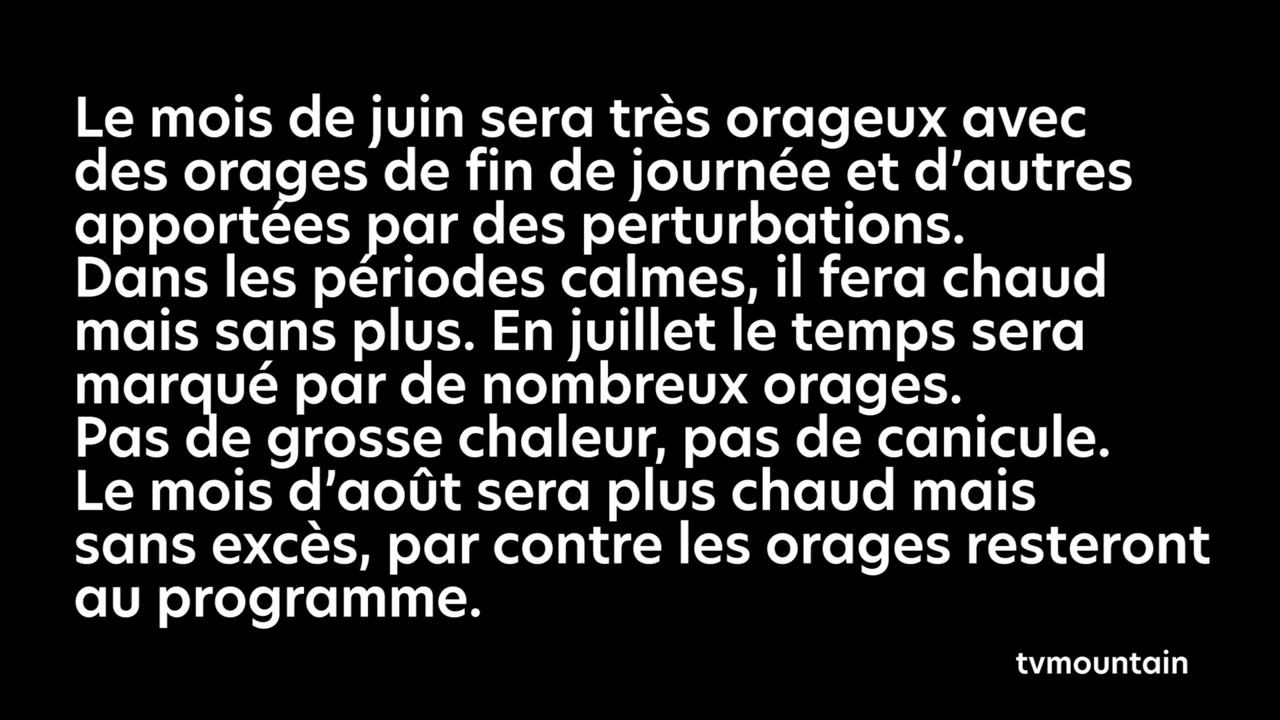 Le mois de juin sera très orageux avec
des orages de fin de journée et d’autres
apportées par des perturbations.
Dans les périodes calmes, il fera chaud
mais sans plus. En juillet le temps sera
marqué par de nombreux orages.
Pas de grosse chaleur, pas de canicule.
Le mois d’août sera plus chaud mais
sans excès, par contre les orages resteront
au programme.
tvmountain